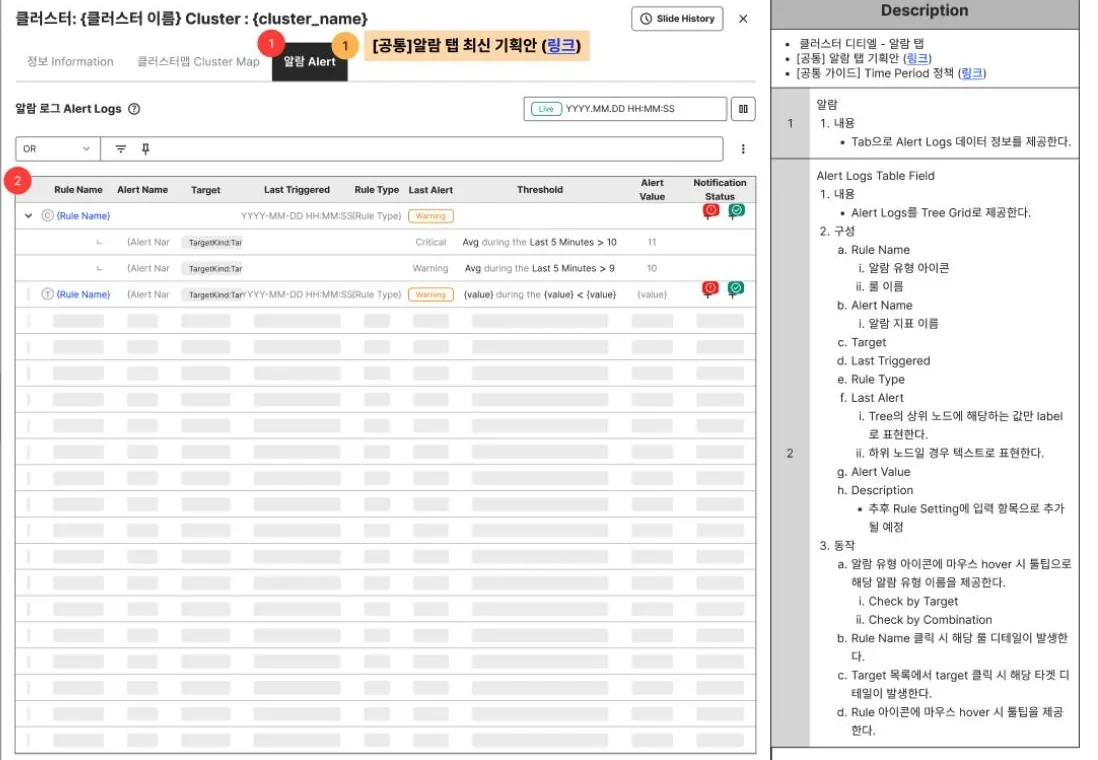 클러스터: {클러스터 이름} Cluster : {cluster_name}
Slide History
정보 Information
클러스터맵 Cluster Map
1
알람 Alert
1
[공통]알람 탭 최신 기획안 (링크)
알람 로그 Alert Logs
Live YYYY.MM.DD HH:MM:SS
OR
2
Rule Name Alert Name Target Last Triggered Rule Type Last Alert Threshold Alert Value Notification Status
C {Rule Name} YYYY-MM-DD HH:MM:SS {Rule Type} Warning
{Alert Nar TargetKind:Tar Critical Avg during the Last 5 Minutes > 10 11
{Alert Nar TargetKind:Tar Warning Avg during the Last 5 Minutes > 9 10
T {Rule Name} {Alert Nar TargetKind:Tar YYYY-MM-DD HH:MM:SS {Rule Type} Warning {value} during the {value} < {value} {value}
Description
• 클러스터 디티엘 - 알람 탭
• [공통] 알람 탭 기획안 (링크)
• [공통 가이드] Time Period 정책 (링크)
1
알람
1. 내용
• Tab으로 Alert Logs 데이터 정보를 제공한다.
2
Alert Logs Table Field
1. 내용
• Alert Logs를 Tree Grid로 제공한다.
2. 구성
a. Rule Name
i. 알람 유형 아이콘
ii. 룰 이름
b. Alert Name
i. 알람 지표 이름
c. Target
d. Last Triggered
e. Rule Type
f. Last Alert
i. Tree의 상위 노드에 해당하는 값만 label
로 표현한다.
ii. 하위 노드일 경우 텍스트로 표현한다.
g. Alert Value
h. Description
• 추후 Rule Setting에 입력 항목으로 추가
될 예정
3. 동작
a. 알람 유형 아이콘에 마우스 hover 시 툴팁으로
해당 알람 유형 이름을 제공한다.
i. Check by Target
ii. Check by Combination
b. Rule Name 클릭 시 해당 룰 디테일이 발생한
다.
c. Target 목록에서 target 클릭 시 해당 타겟 디
테일이 발생한다.
d. Rule 아이콘에 마우스 hover 시 툴팁을 제공
한다.